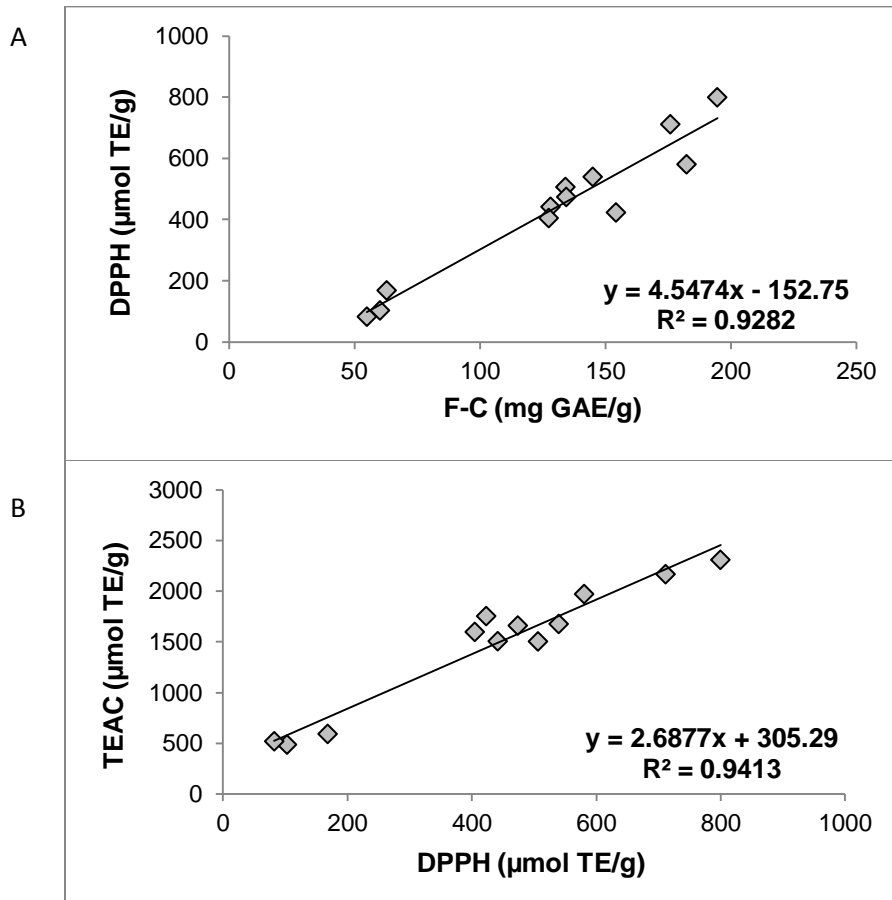 A
1000
800
600
400
200
0
DPPH (µmol TE/g)
y = 4.5474x - 152.75
R² = 0.9282
0 50 100 150 200 250
F-C (mg GAE/g)
B
3000
2500
2000
1500
1000
500
0
TEAC (µmol TE/g)
y = 2.6877x + 305.29
R² = 0.9413
0 200 400 600 800 1000
DPPH (µmol TE/g)